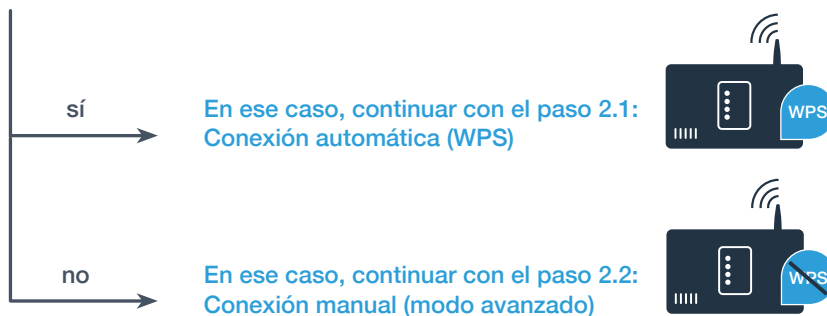 sí
En ese caso, continuar con el paso 2.1:
Conexión automática (WPS)
WPS
no
En ese caso, continuar con el paso 2.2:
Conexión manual (modo avanzado)
WPS